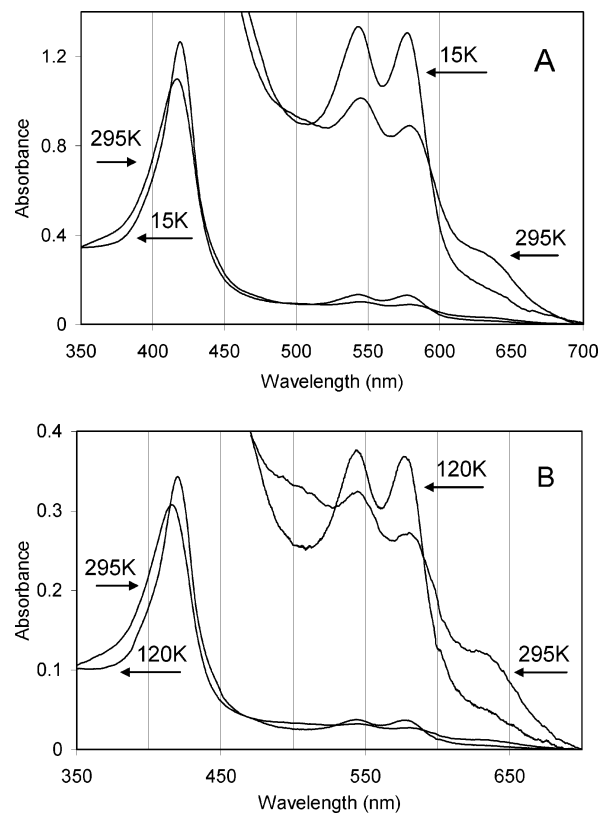 A
1.2
0.8
0.4
0
Absorbance
15K
295K
15K
295K
350 400 450 500 550 600 650 700
Wavelength (nm)
B
0.4
0.3
0.2
0.1
0
Absorbance
120K
295K
120K
295K
350 450 550 650
Wavelength (nm)